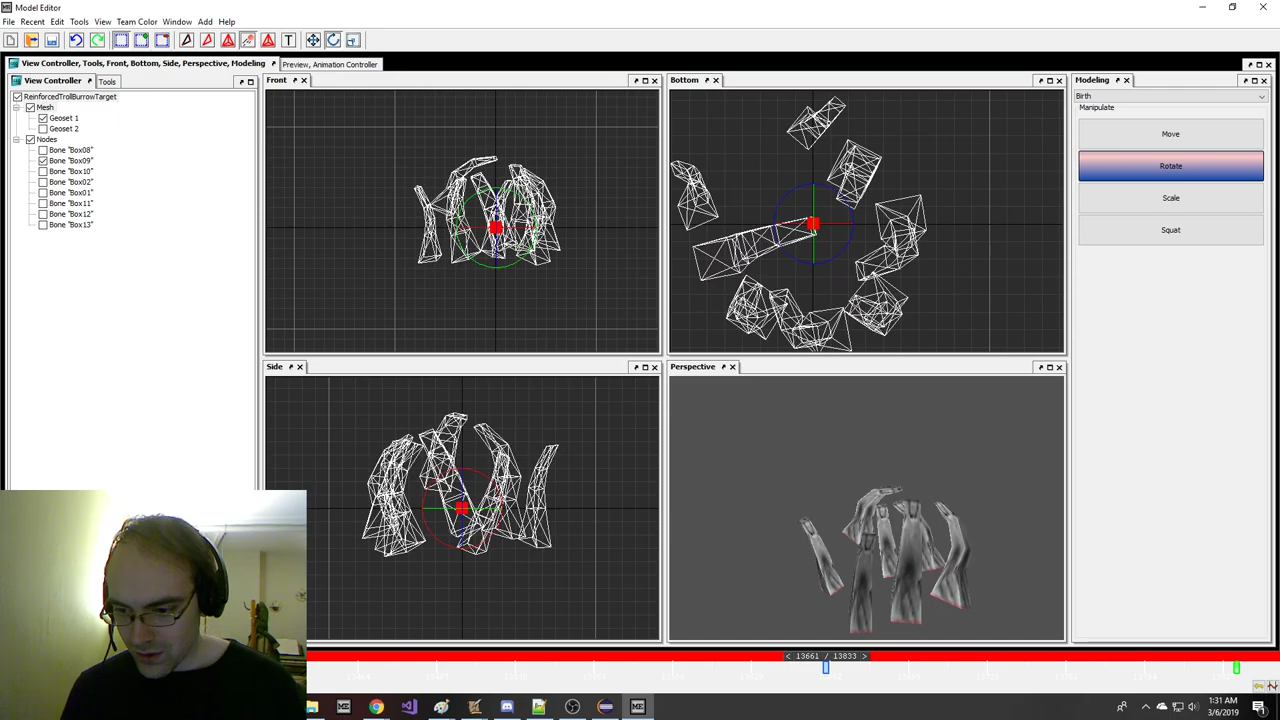 Model Editor
File Recent Edit Tools View Team Color Window Add Help
View Controller, Tools, Front, Bottom, Side, Perspective, Modeling
Preview, Animation Controller
View Controller Tools
ReinforcedTrollBurrowTarget
Mesh
Geoset 1
Geoset 2
Nodes
Bone "Box08"
Bone "Box09"
Bone "Box10"
Bone "Box02"
Bone "Box01"
Bone "Box11"
Bone "Box12"
Bone "Box13"
Front
Bottom
Side
Perspective
Modeling
Birth
Manipulate
Move
Rotate
Scale
Squat
< 13661 / 13833 >
1:31 AM
3/6/2019